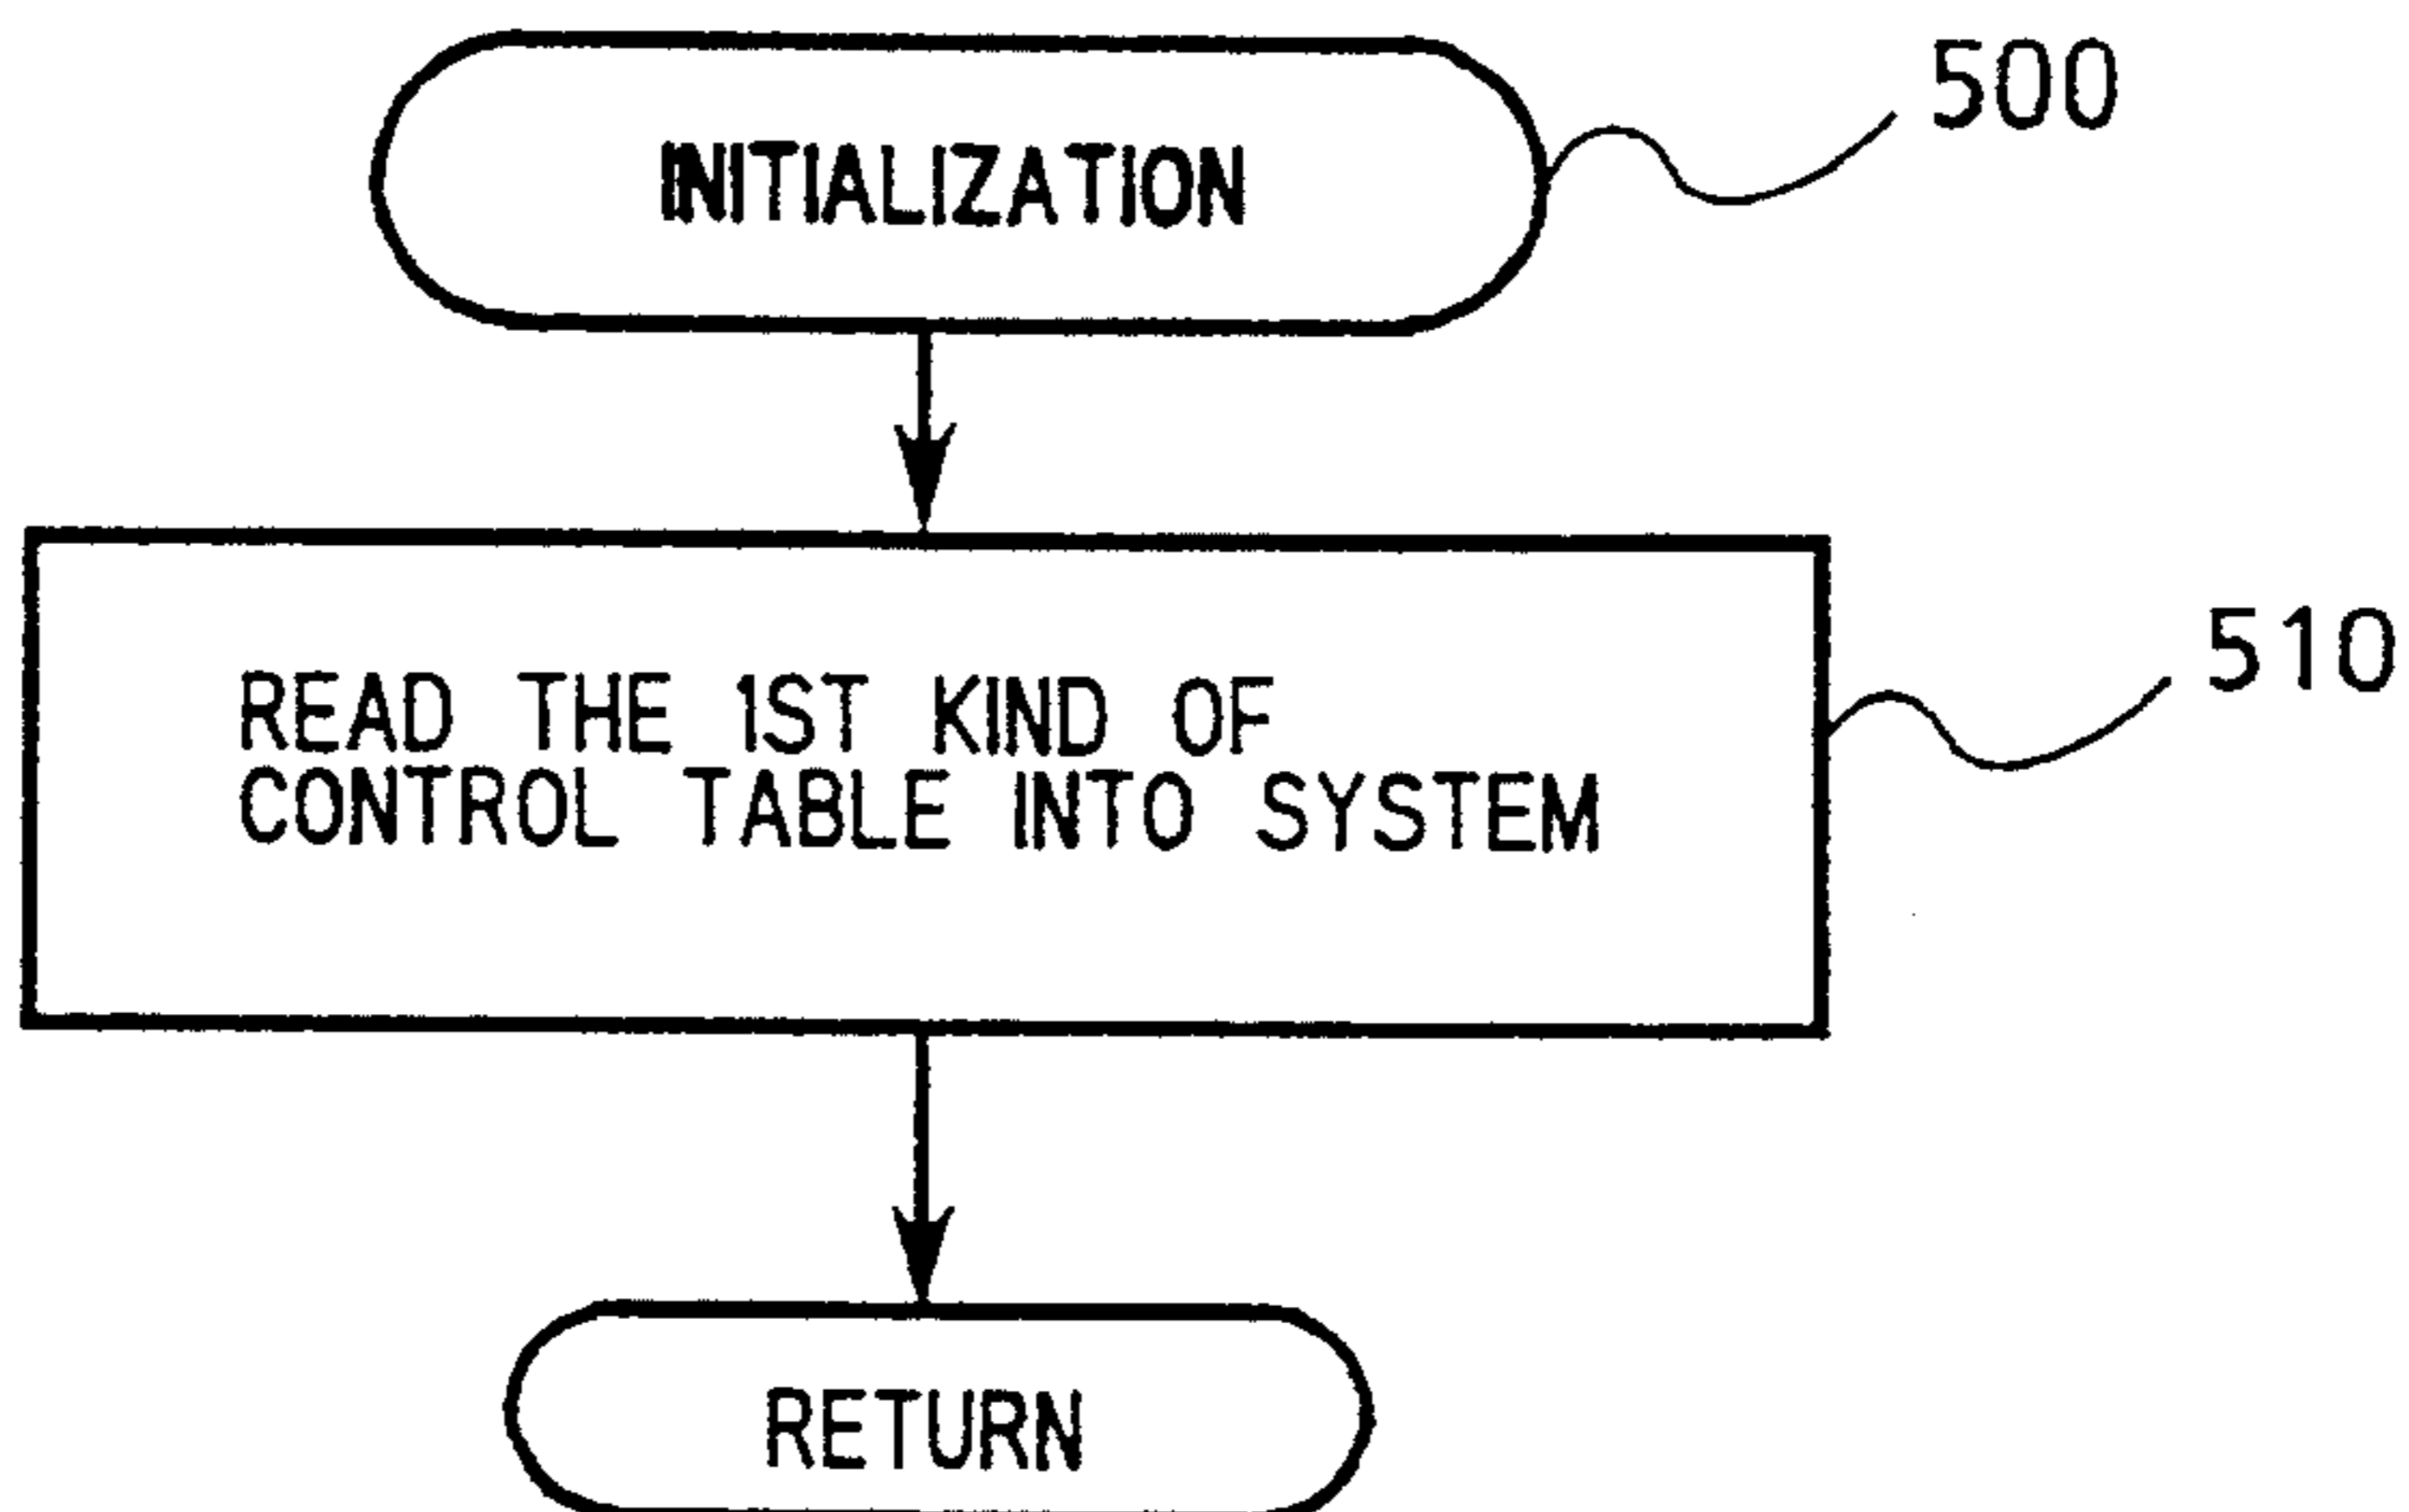 INITIALIZATION
500
READ THE 1ST KIND OF
CONTROL TABLE INTO SYSTEM
510
RETURN